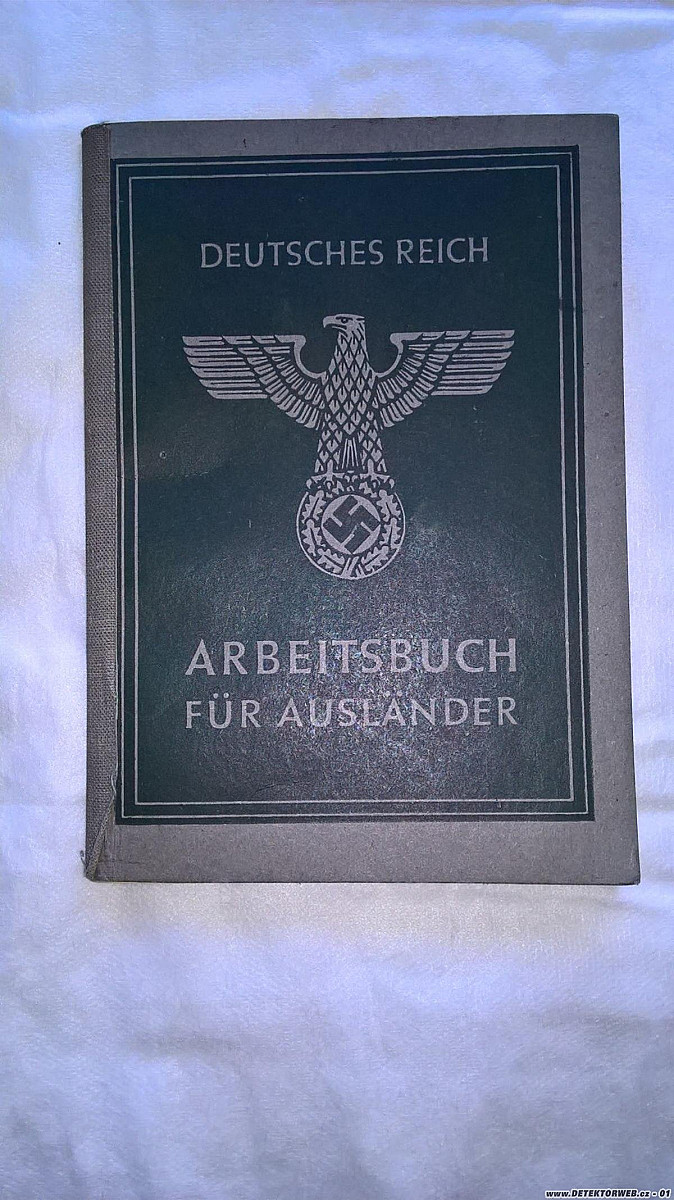 DEUTSCHES REICH
ARBEITSBUCH
FÜR AUSLÄNDER
www.DETEKTORWEB.cz - 01